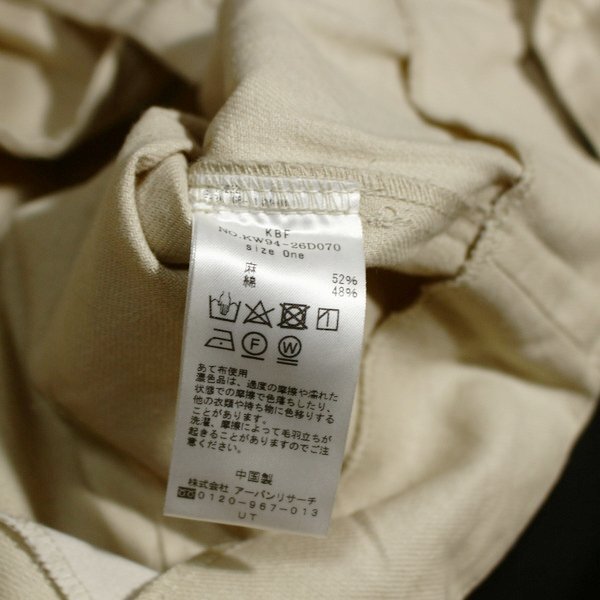 KBF
NO.KW94-26D070
size One
麻 52%
綿 48%
F
W
あて布使用
濃色品は、過度の摩擦や濡れた
状態での摩擦で色落ちしたり、
他の衣類や持ち物に色移りする
ことがあります。
洗濯、摩擦によって毛羽立ちが
起きることがありますのでご注
意ください。
中国製
株式会社 アーバンリサーチ
0120-967-013
UT